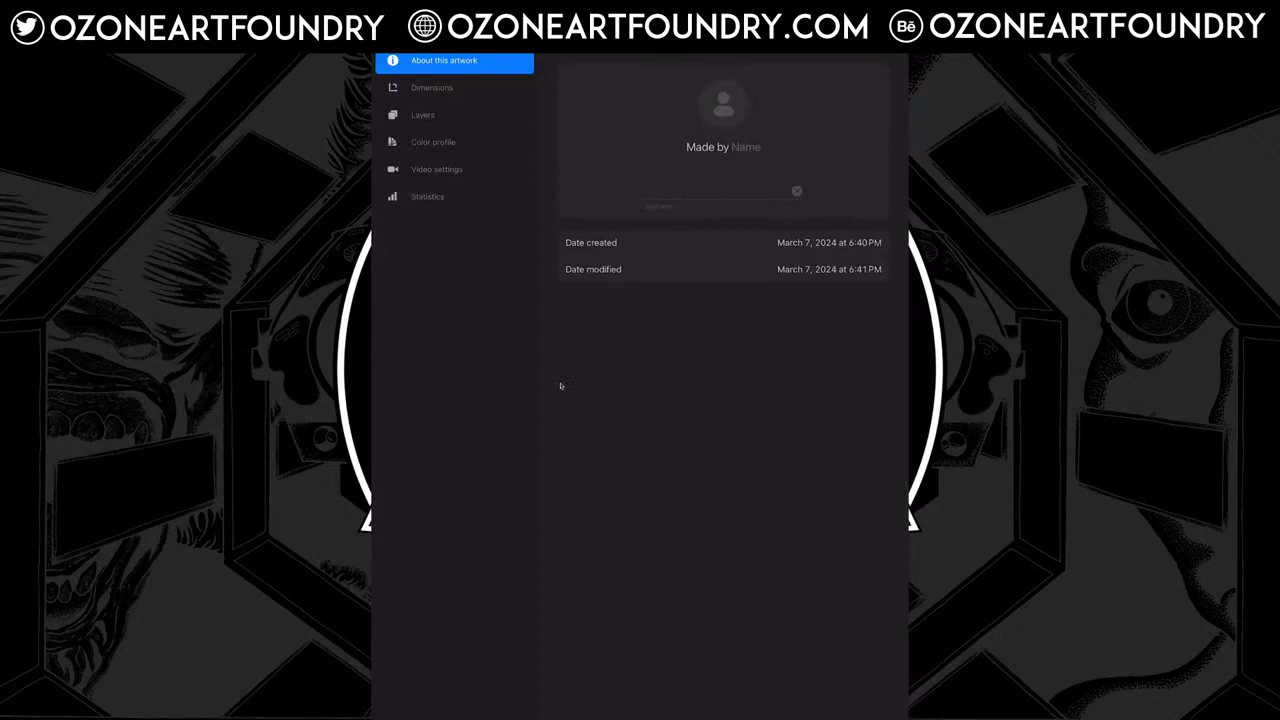 OZONEARTFOUNDRY OZONEARTFOUNDRY.COM Bē OZONEARTFOUNDRY
About this artwork
Dimensions
Layers
Color profile
Video settings
Statistics
Made by Name
Date created March 7, 2024 at 6:40 PM
Date modified March 7, 2024 at 6:41 PM